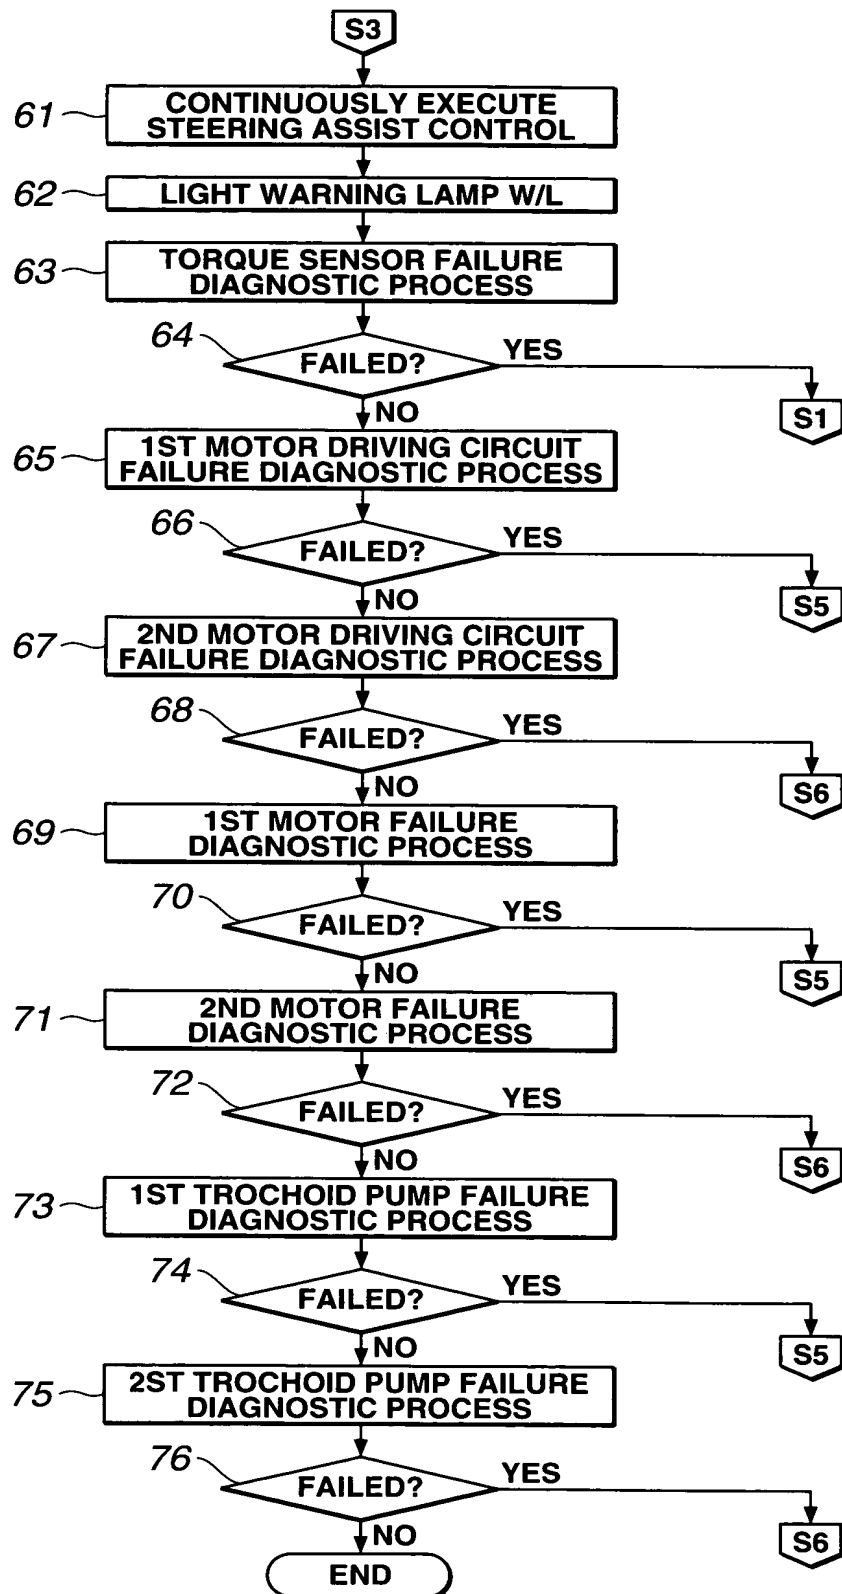 S3
61
CONTINUOUSLY EXECUTE
STEERING ASSIST CONTROL
62
LIGHT WARNING LAMP W/L
63
TORQUE SENSOR FAILURE
DIAGNOSTIC PROCESS
64
FAILED?
YES
S1
NO
65
1ST MOTOR DRIVING CIRCUIT
FAILURE DIAGNOSTIC PROCESS
66
FAILED?
YES
S5
NO
67
2ND MOTOR DRIVING CIRCUIT
FAILURE DIAGNOSTIC PROCESS
68
FAILED?
YES
S6
NO
69
1ST MOTOR FAILURE
DIAGNOSTIC PROCESS
70
FAILED?
YES
S5
NO
71
2ND MOTOR FAILURE
DIAGNOSTIC PROCESS
72
FAILED?
YES
S6
NO
73
1ST TROCHOID PUMP FAILURE
DIAGNOSTIC PROCESS
74
FAILED?
YES
S5
NO
75
2ST TROCHOID PUMP FAILURE
DIAGNOSTIC PROCESS
76
FAILED?
YES
S6
NO
END